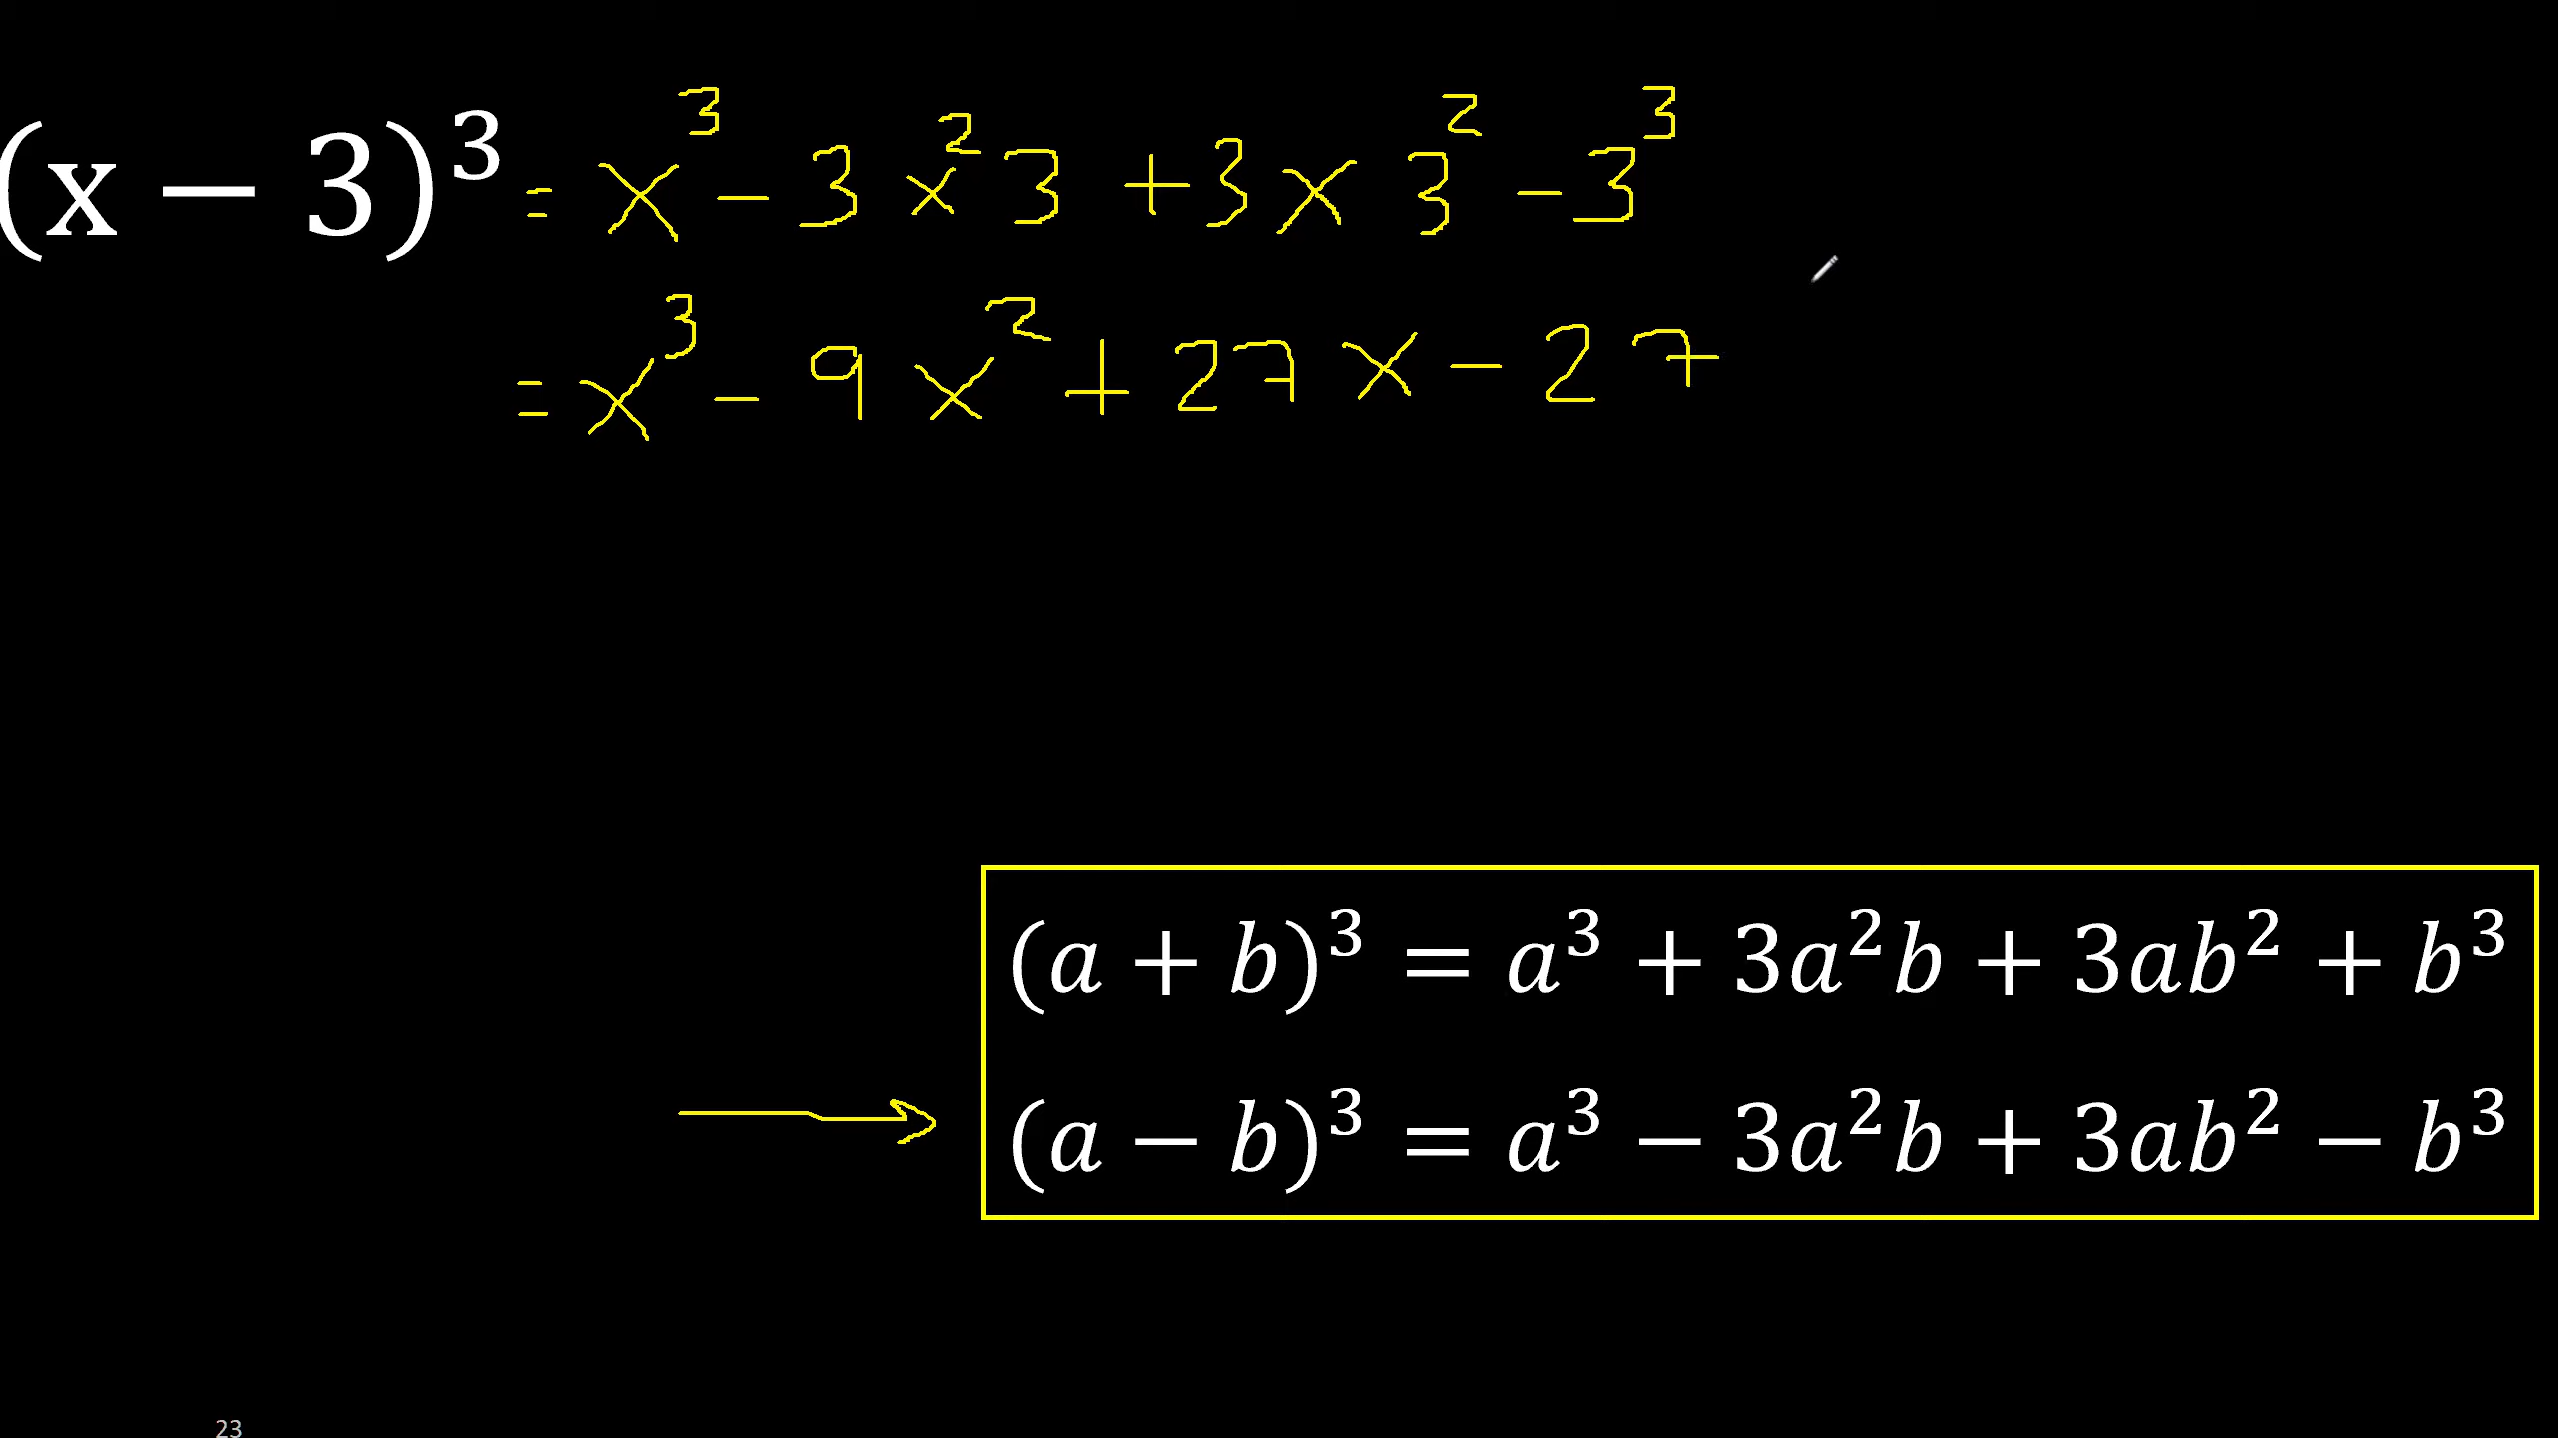 (x − 3)³ = x³ − 3 x² 3 + 3 x 3² − 3³
= x³ − 9 x² + 27 x − 27
(a + b)³ = a³ + 3a²b + 3ab² + b³
(a − b)³ = a³ − 3a²b + 3ab² − b³
23